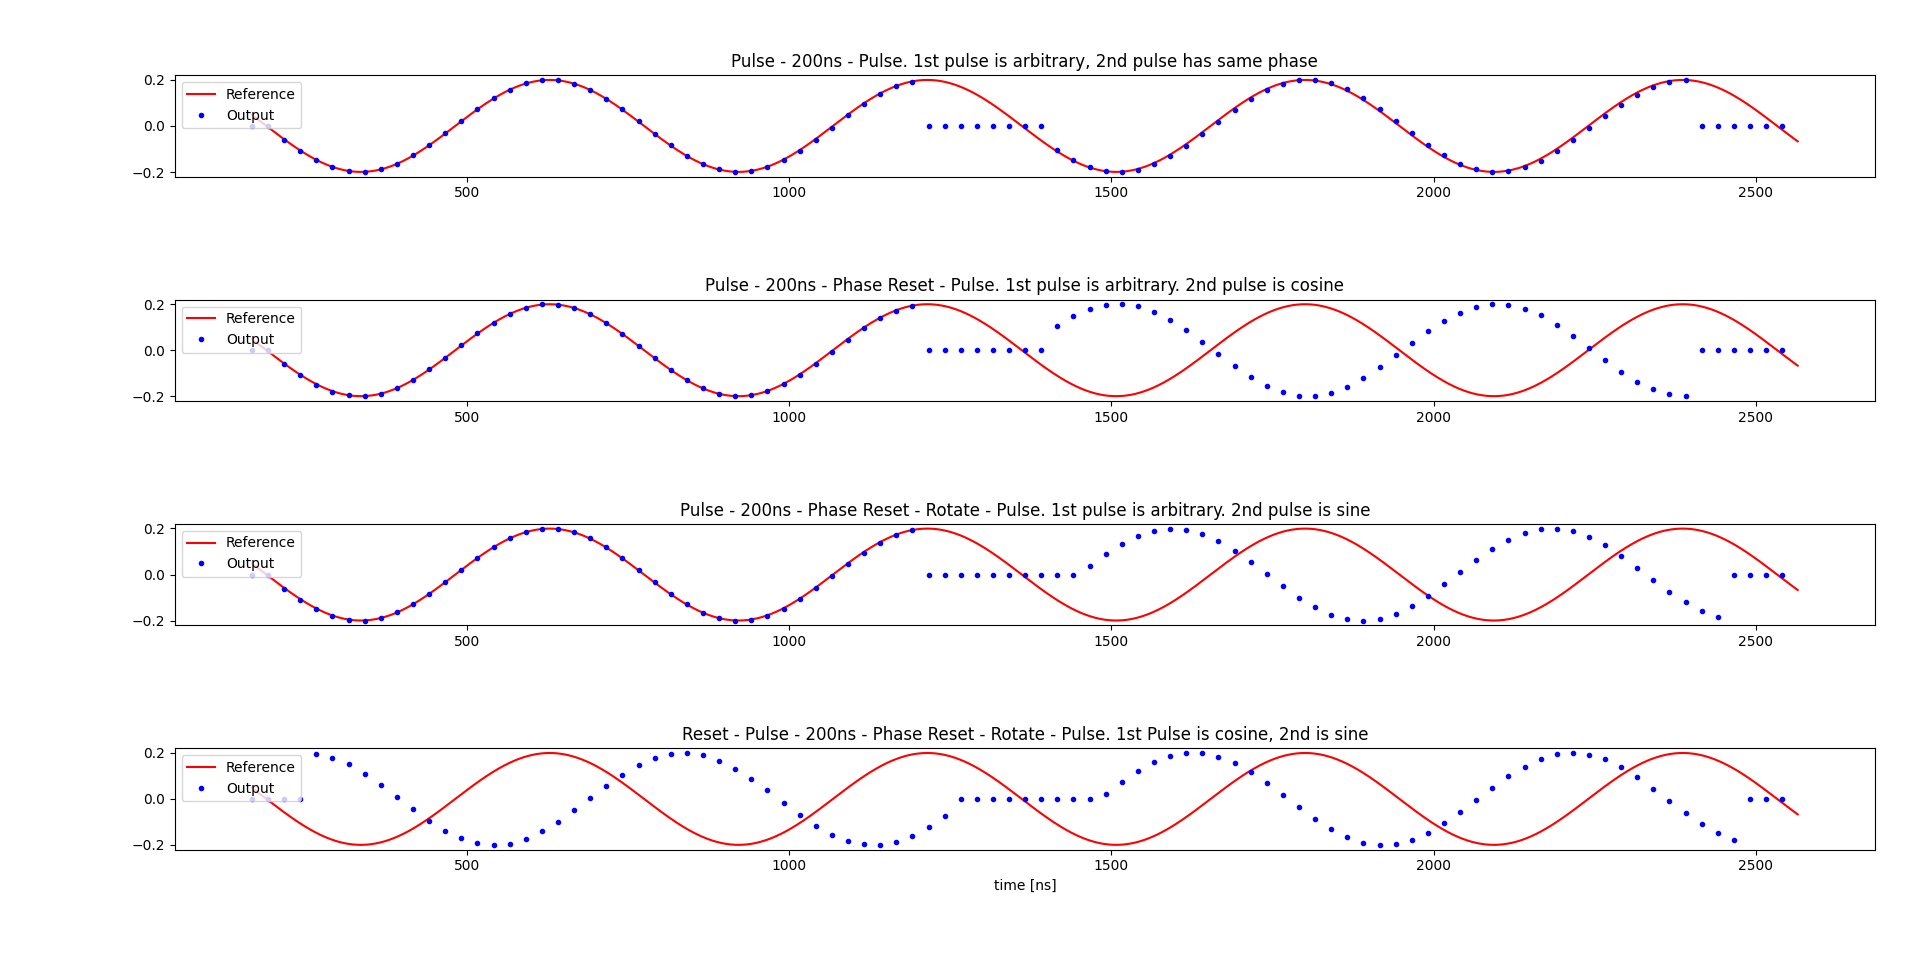 Pulse - 200ns - Pulse. 1st pulse is arbitrary, 2nd pulse has same phase
0.2
0.0
−0.2
Reference
Output
500 1000 1500 2000 2500
Pulse - 200ns - Phase Reset - Pulse. 1st pulse is arbitrary. 2nd pulse is cosine
0.2
0.0
−0.2
Reference
Output
500 1000 1500 2000 2500
Pulse - 200ns - Phase Reset - Rotate - Pulse. 1st pulse is arbitrary. 2nd pulse is sine
0.2
0.0
−0.2
Reference
Output
500 1000 1500 2000 2500
Reset - Pulse - 200ns - Phase Reset - Rotate - Pulse. 1st Pulse is cosine, 2nd is sine
0.2
0.0
−0.2
Reference
Output
500 1000 1500 2000 2500
time [ns]